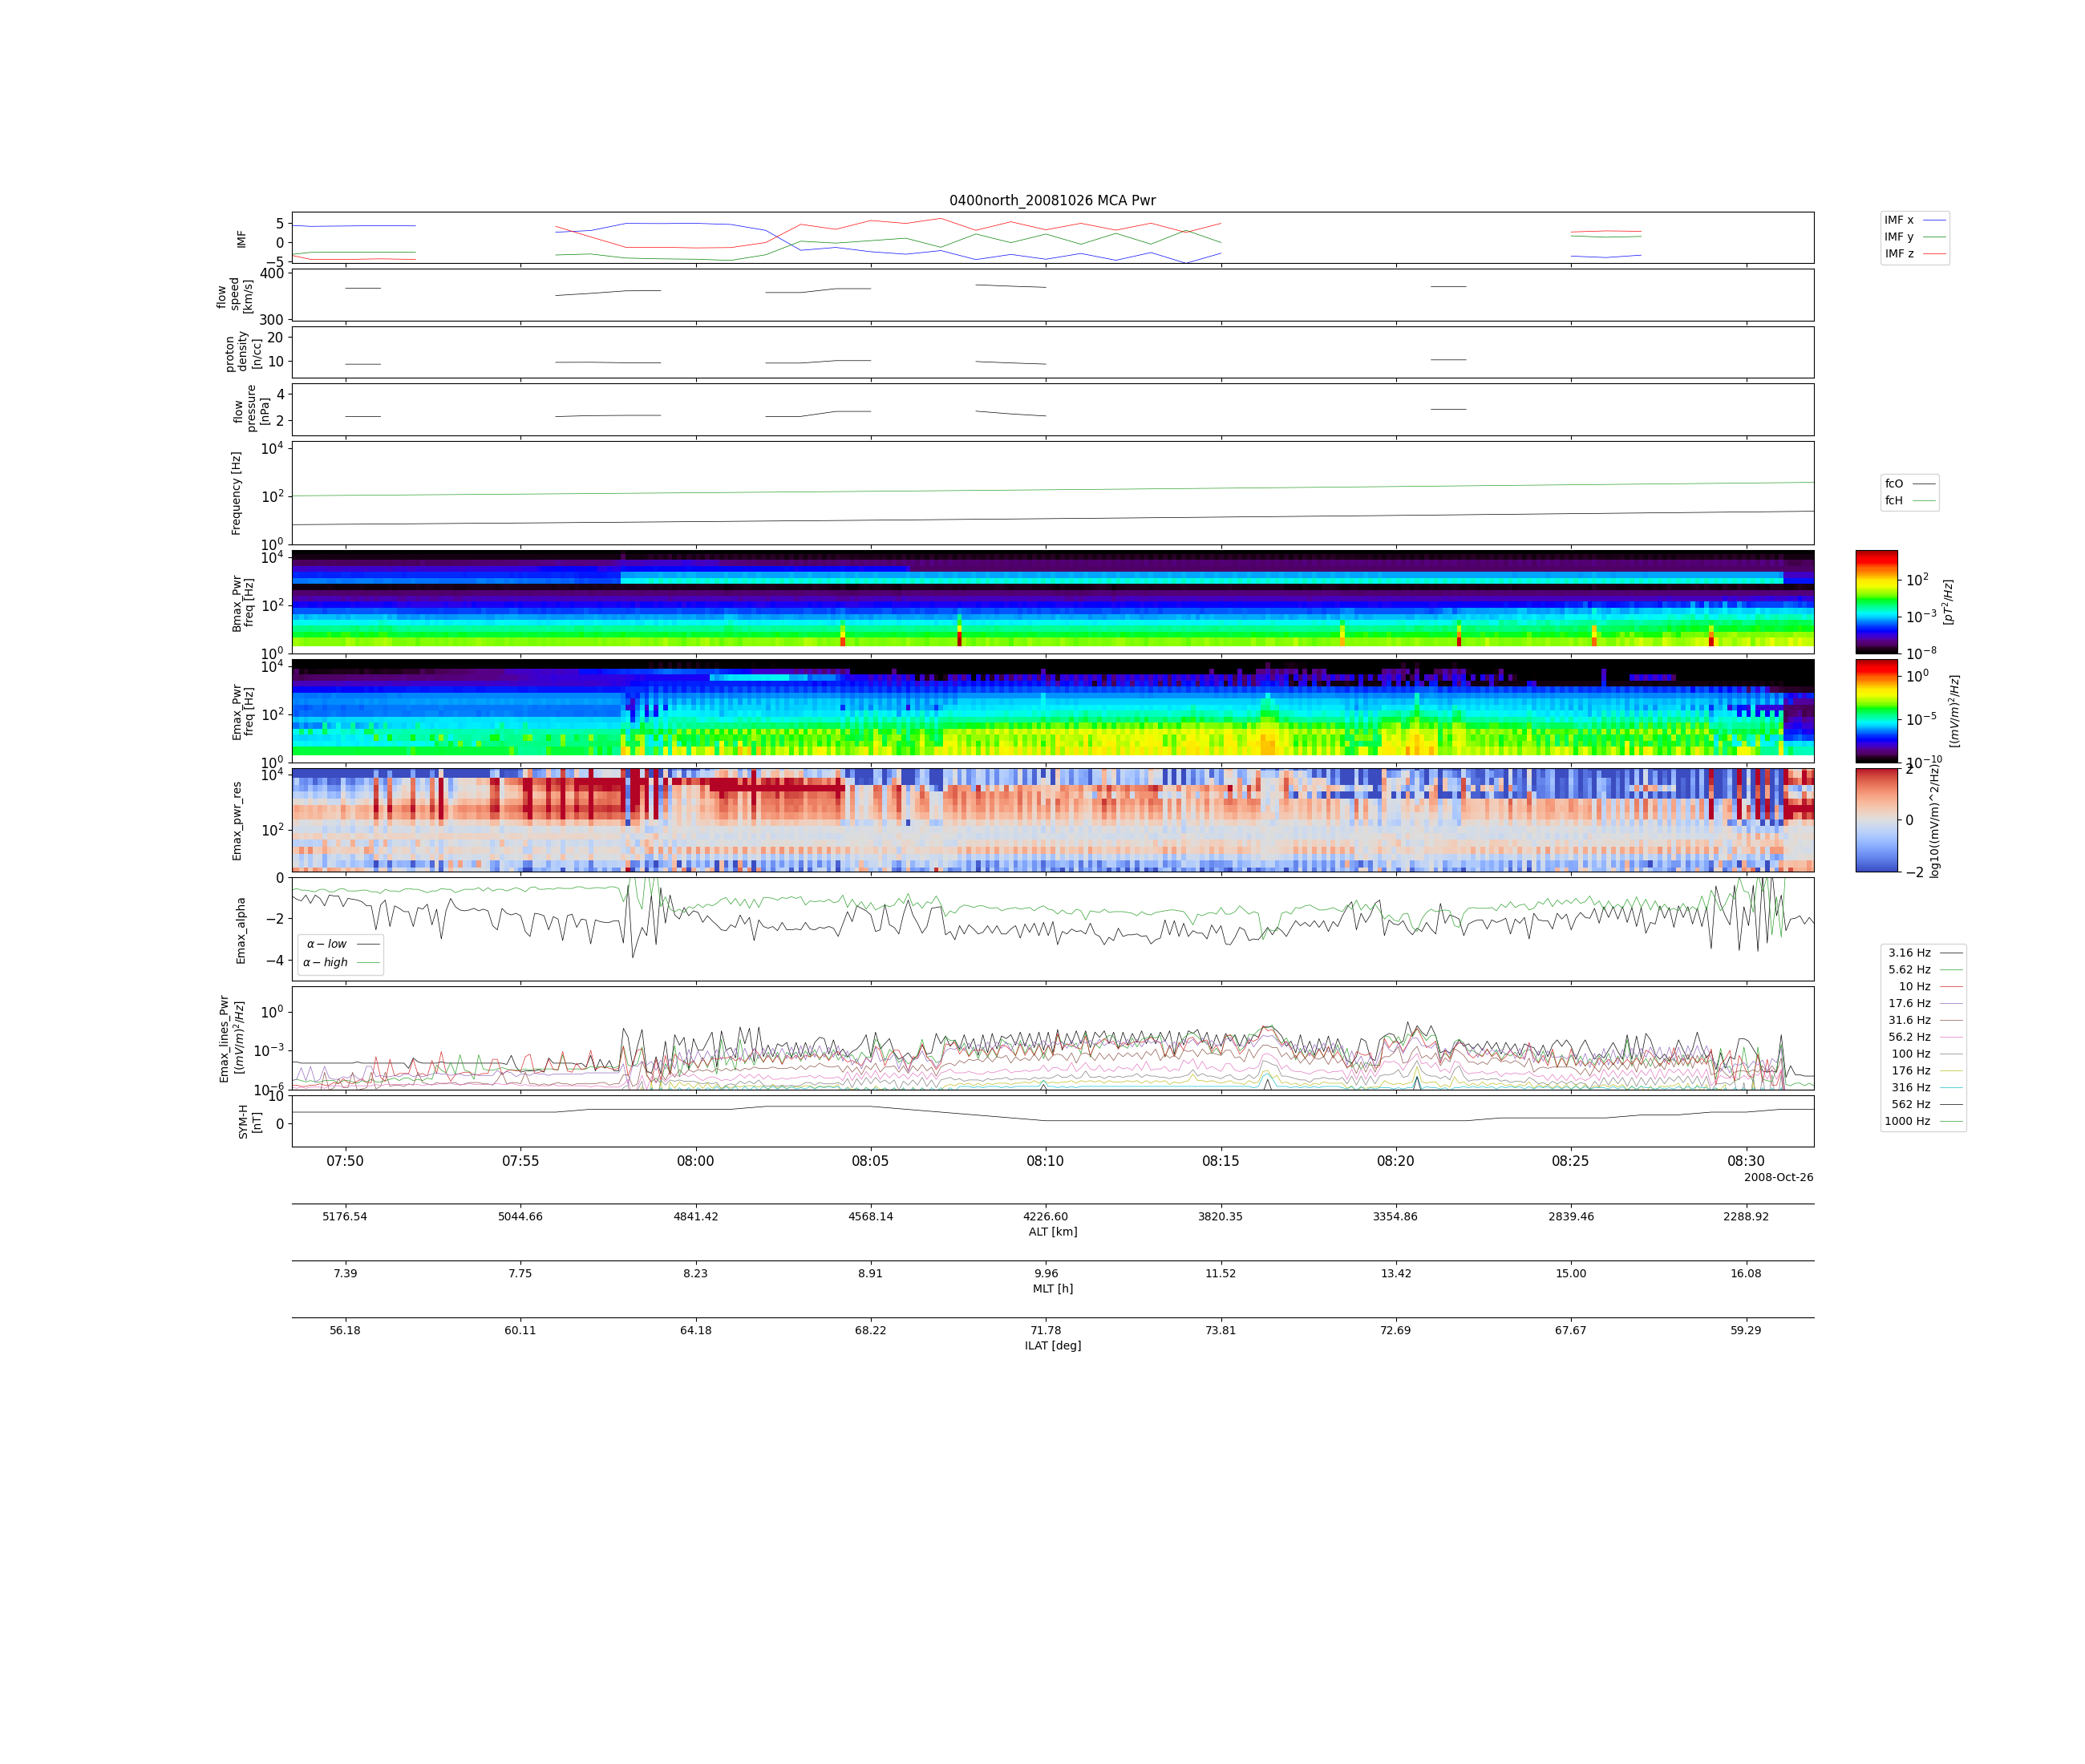 0400north_20081026 MCA Pwr
IMF
5
0
−5
IMF x
IMF y
IMF z
flow
speed
[km/s]
400
300
proton
density
[n/cc]
20
10
flow
pressure
[nPa]
4
2
Frequency [Hz]
10^4
10^2
10^0
fcO
fcH
Bmax_Pwr
freq [Hz]
10^4
10^2
10^0
10^2
10^−3
10^−8
[pT^2/Hz]
Emax_Pwr
freq [Hz]
10^4
10^2
10^0
10^0
10^−5
10^−10
[(mV/m)^2/Hz]
Emax_pwr_res
10^4
10^2
2
0
−2
log10((mV/m)^2/Hz)
Emax_alpha
0
−2
−4
α − low
α − high
Emax_lines_Pwr
[(mV/m)^2/Hz]
10^0
10^−3
10^−6
3.16 Hz
5.62 Hz
10 Hz
17.6 Hz
31.6 Hz
56.2 Hz
100 Hz
176 Hz
316 Hz
562 Hz
1000 Hz
SYM-H
[nT]
10
0
07:50 07:55 08:00 08:05 08:10 08:15 08:20 08:25 08:30
2008-Oct-26
5176.54 5044.66 4841.42 4568.14 4226.60 3820.35 3354.86 2839.46 2288.92
ALT [km]
7.39 7.75 8.23 8.91 9.96 11.52 13.42 15.00 16.08
MLT [h]
56.18 60.11 64.18 68.22 71.78 73.81 72.69 67.67 59.29
ILAT [deg]